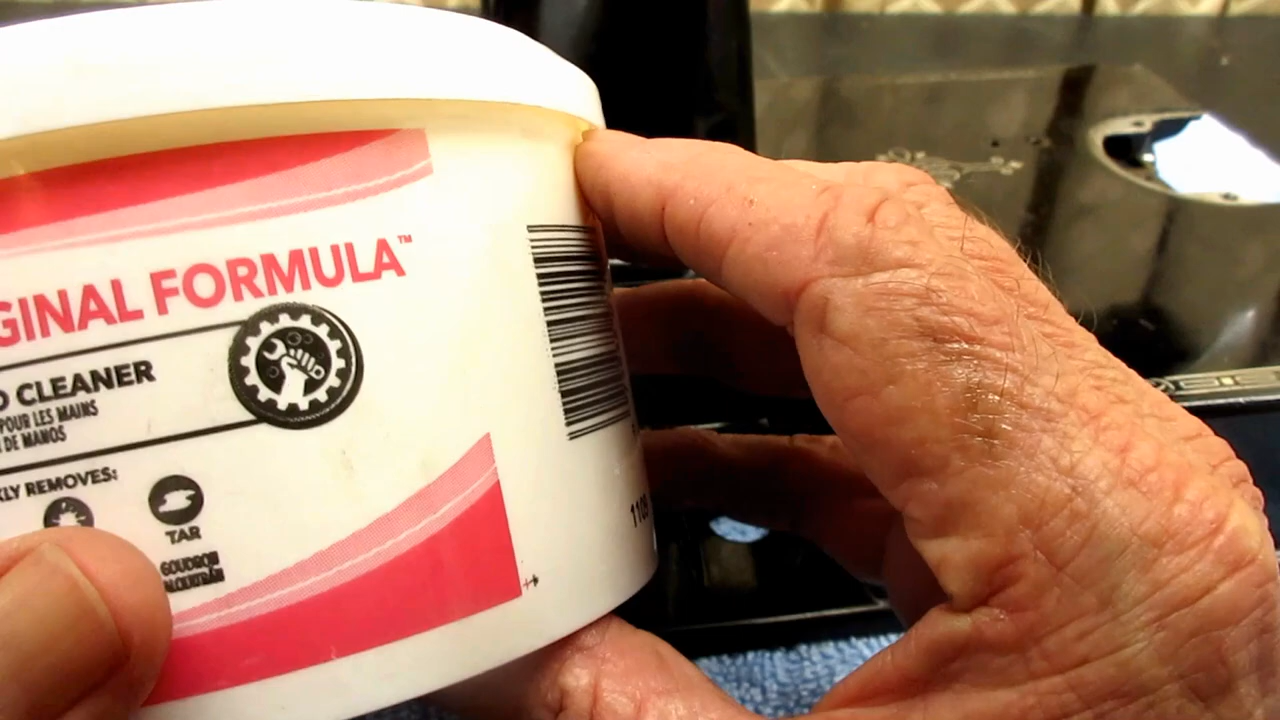 GINAL FORMULA™
D CLEANER
POUR LES MAINS
DE MANOS
KLY REMOVES:
TAR
GOUDRON
ALQUITRÁN